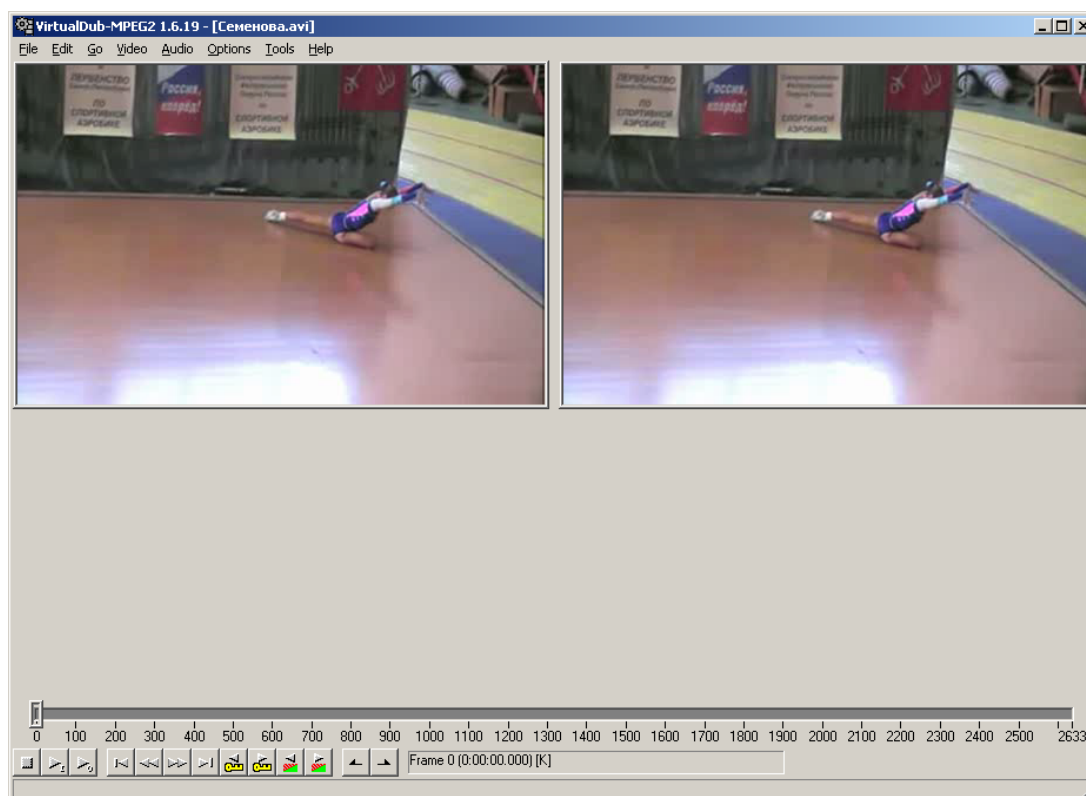 VirtualDub-MPEG2 1.6.19 - [Семенова.avi]
File Edit Go Video Audio Options Tools Help
ПЕРВЕНСТВО
ПО
СПОРТИВНОЙ
АЭРОБИКЕ
Россия,
вперёд!
СПОРТИВНОЙ
АЭРОБИКЕ
ПЕРВЕНСТВО
ПО
СПОРТИВНОЙ
АЭРОБИКЕ
Россия,
вперёд!
СПОРТИВНОЙ
АЭРОБИКЕ
0 100 200 300 400 500 600 700 800 900 1000 1100 1200 1300 1400 1500 1600 1700 1800 1900 2000 2100 2200 2300 2400 2500 2633
Frame 0 (0:00:00.000) [K]